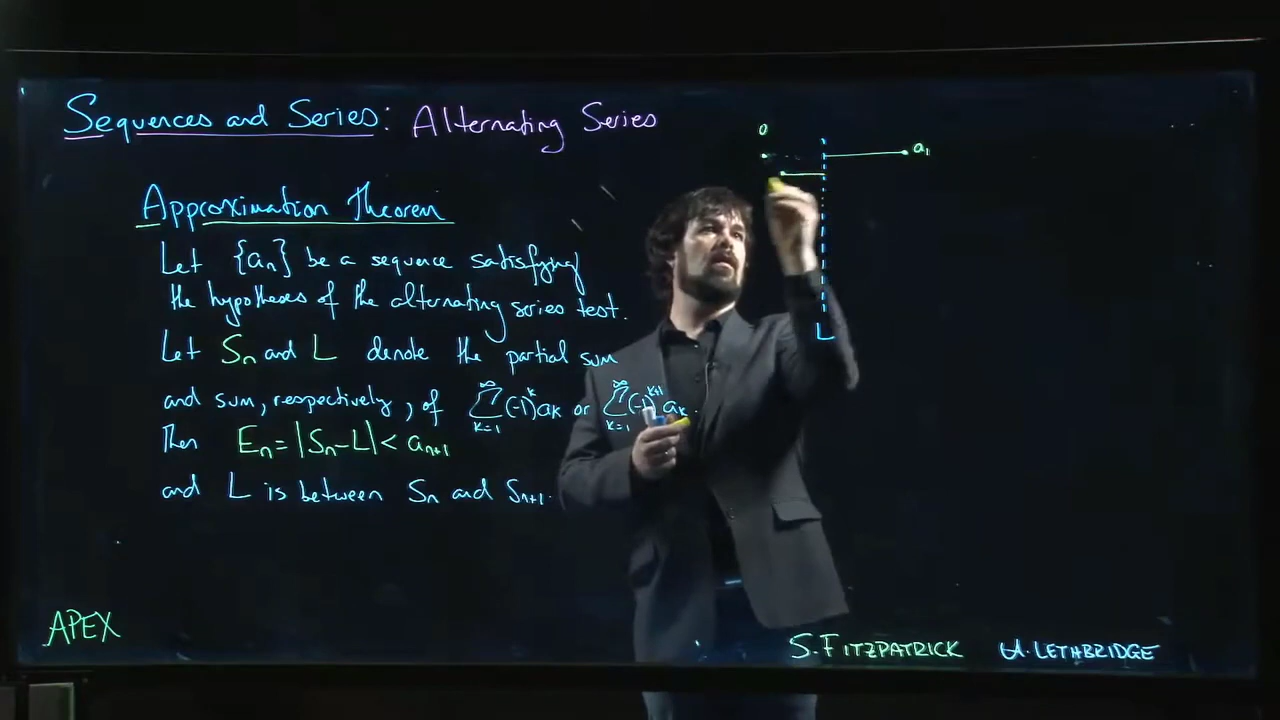 Sequences and Series: Alternating Series
Approximation Theorem
Let {aₙ} be a sequence satisfying
the hypotheses of the alternating series test.
Let Sₙ and L denote the partial sum
and sum, respectively, of ∑_{k=1}^{∞} (-1)^k aₖ or ∑_{k=1}^{∞} (-1)^{k+1} aₖ.
Then Eₙ = |Sₙ-L| < aₙ₊₁
and L is between Sₙ and Sₙ₊₁.
0
a₁
L
APEX
S. FITZPATRICK U. LETHBRIDGE